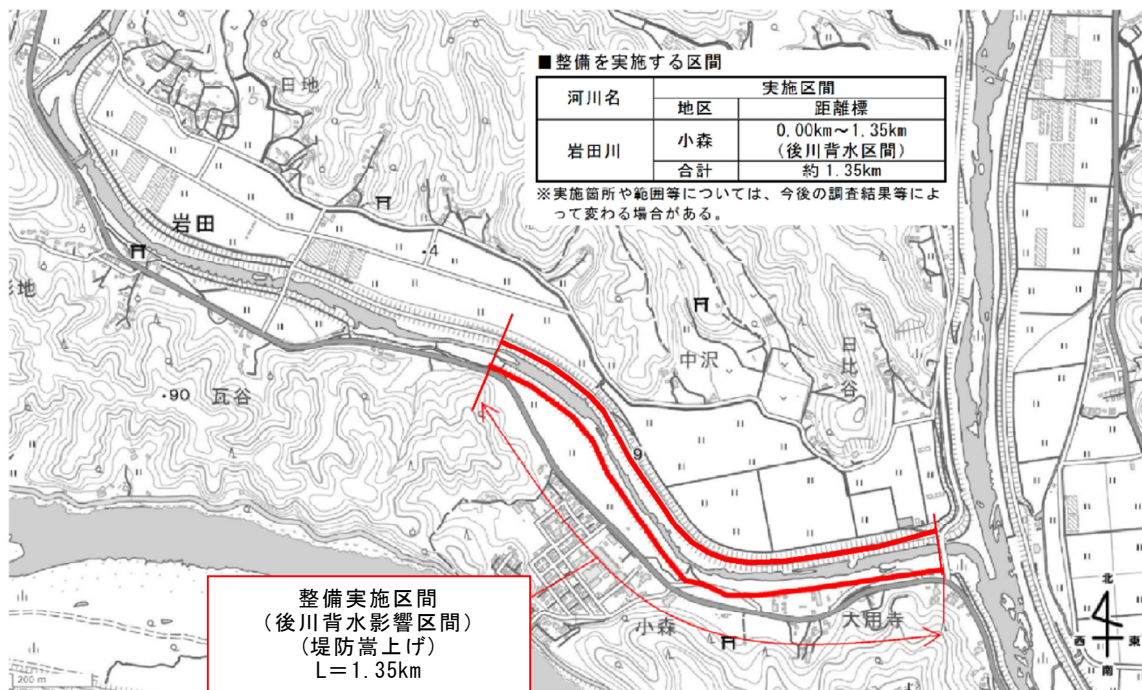 ■整備を実施する区間
河川名
実施区間
地区
距離標
岩田川
小森
0.00km～1.35km
(後川背水区間)
合計
約 1.35km
※実施箇所や範囲等については、今後の調査結果等によ
って変わる場合がある。
日地
岩田
・4
地
中沢
日比谷
・90
瓦谷
9
整備実施区間
(後川背水影響区間)
(堤防嵩上げ)
L＝1.35km
小森
大用寺
北
西
東
南
200 m